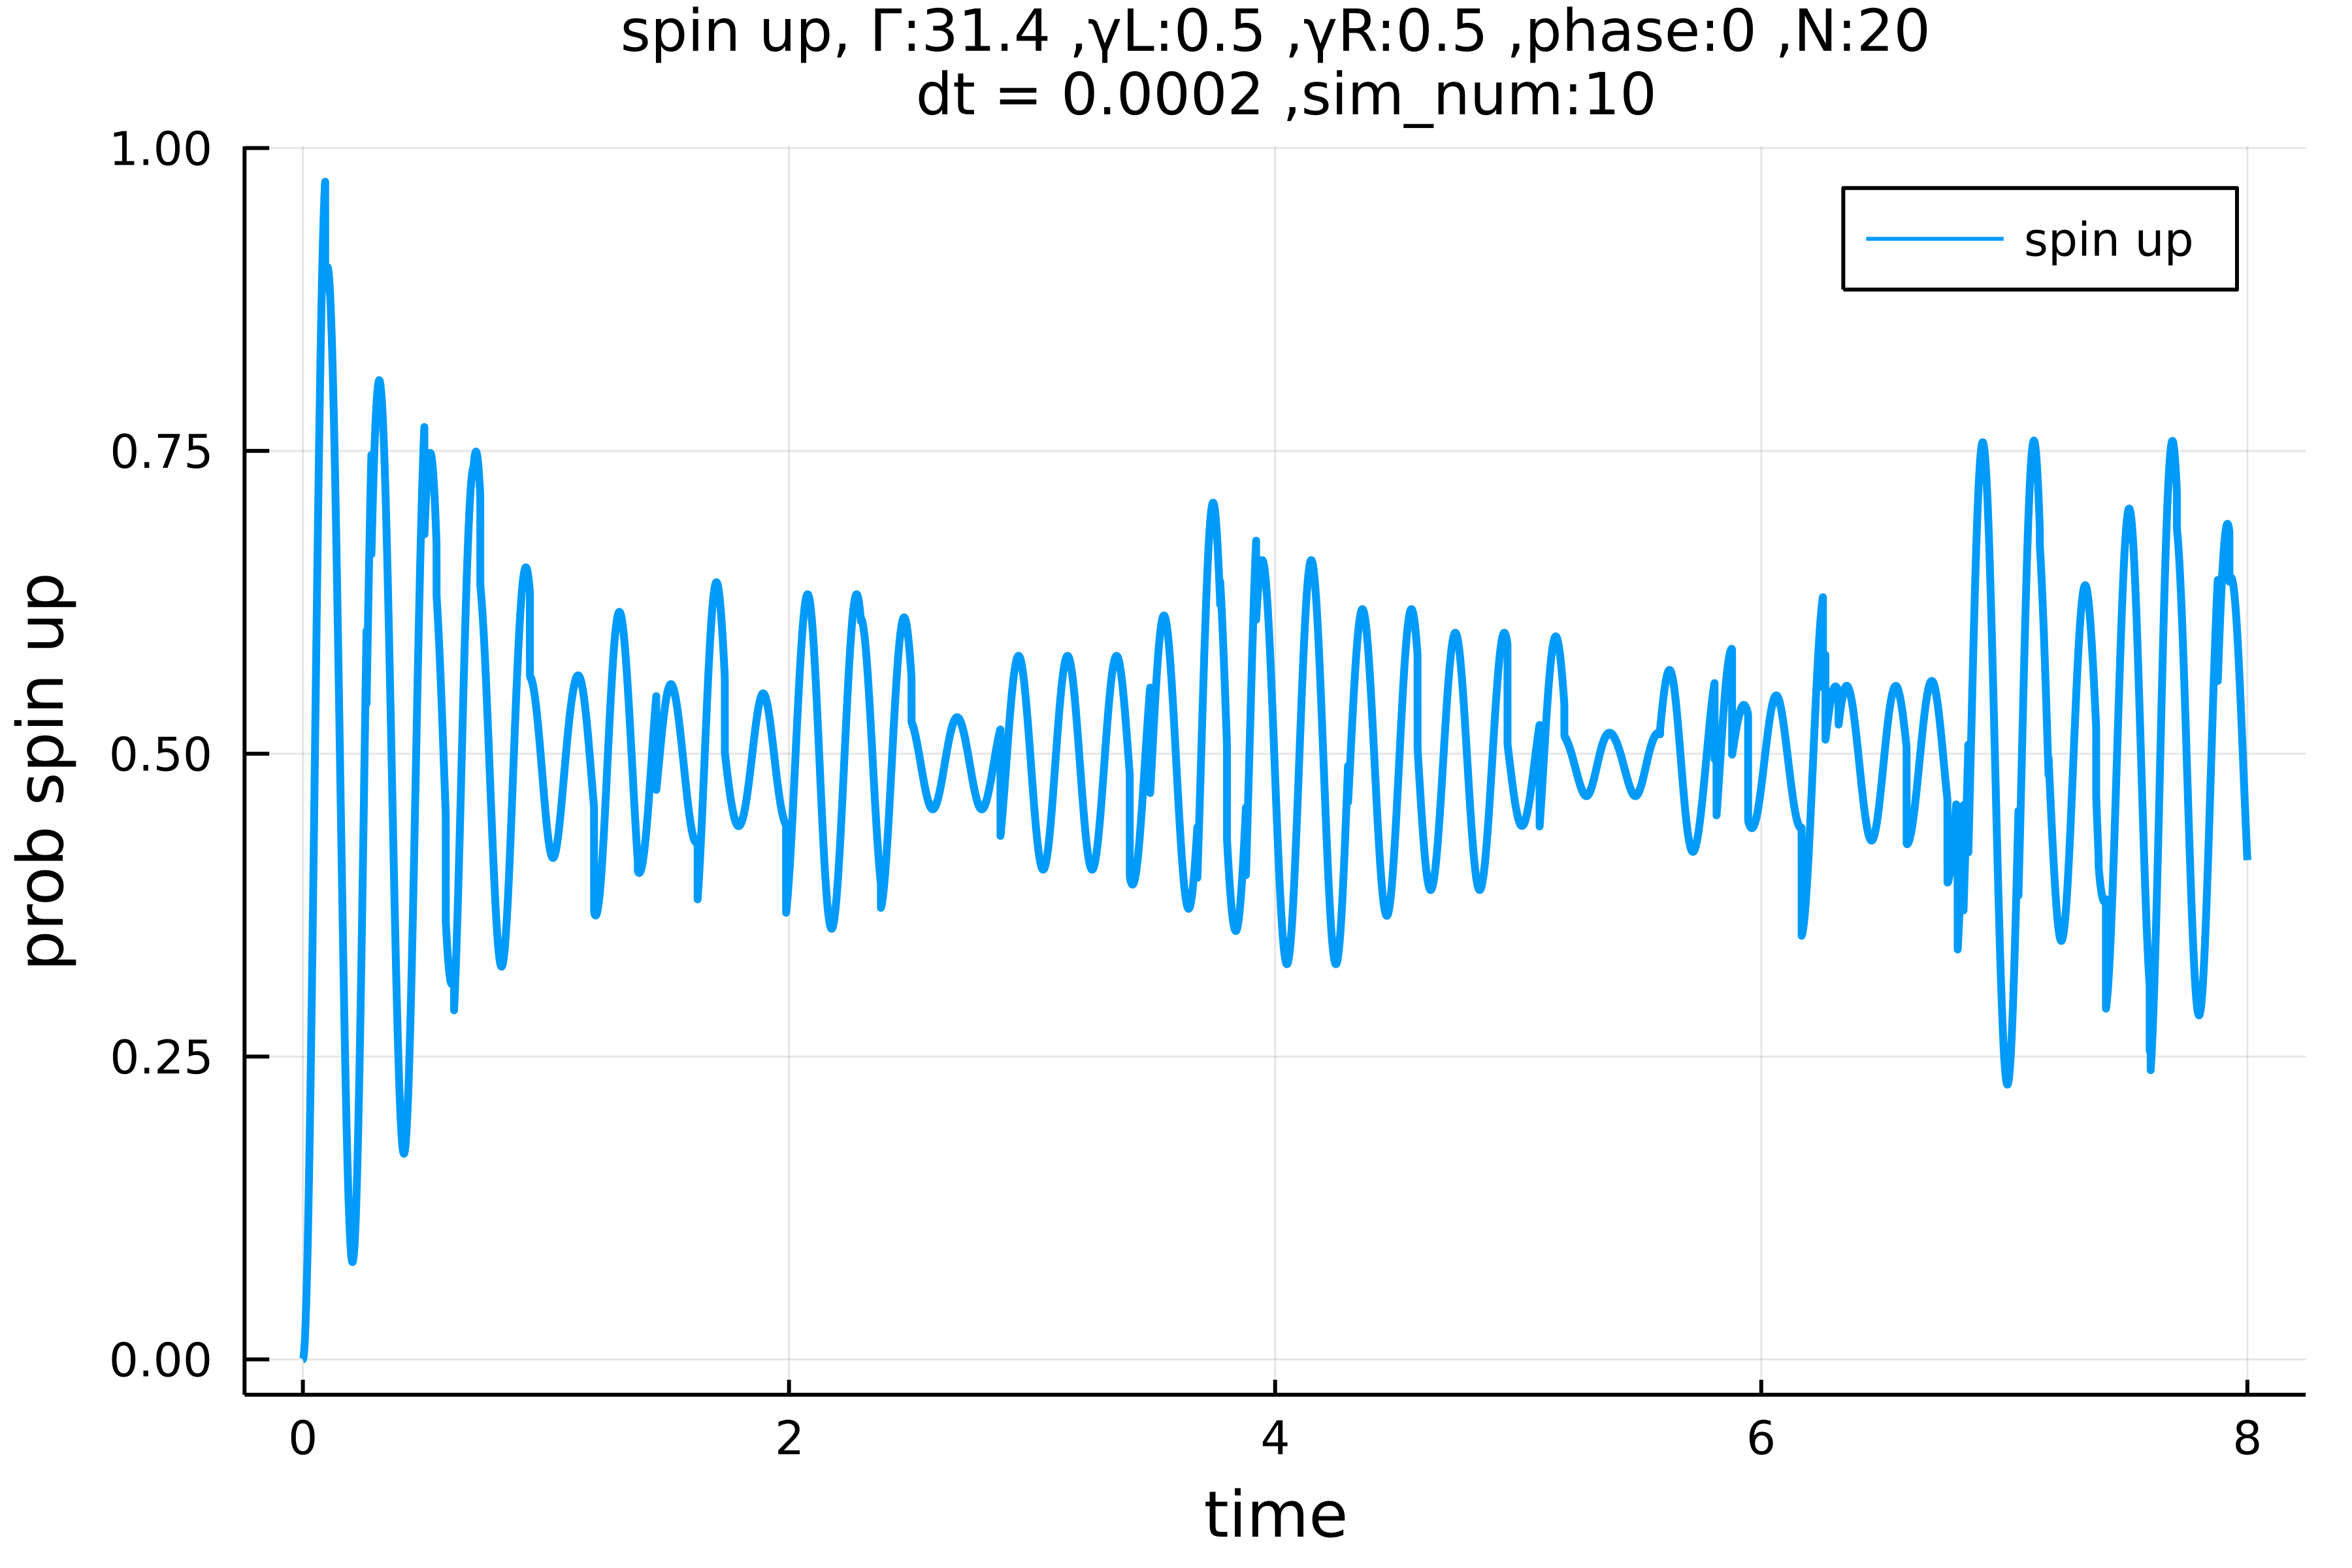 spin up, Γ:31.4 ,γL:0.5 ,γR:0.5 ,phase:0 ,N:20
dt = 0.0002 ,sim_num:10
1.00
0.75
0.50
0.25
0.00
prob spin up
spin up
0 2 4 6 8
time